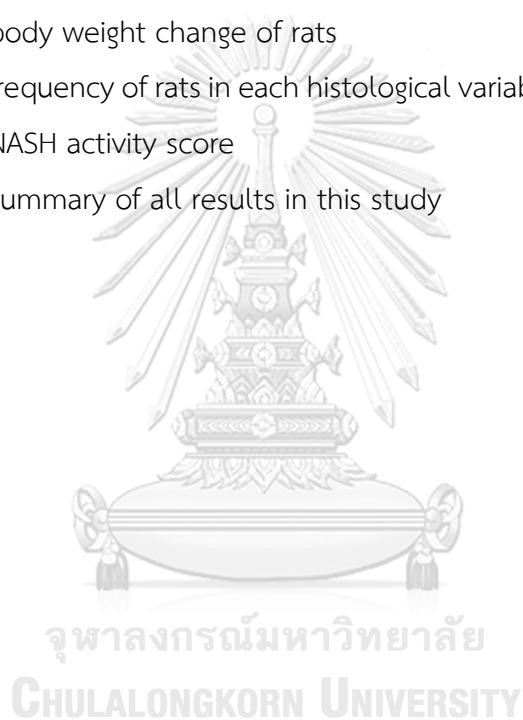 body weight change of rats
frequency of rats in each histological variab
NASH activity score
summary of all results in this study
จุฬาลงกรณ์มหาวิทยาลัย
CHULALONGKORN UNIVERSITY